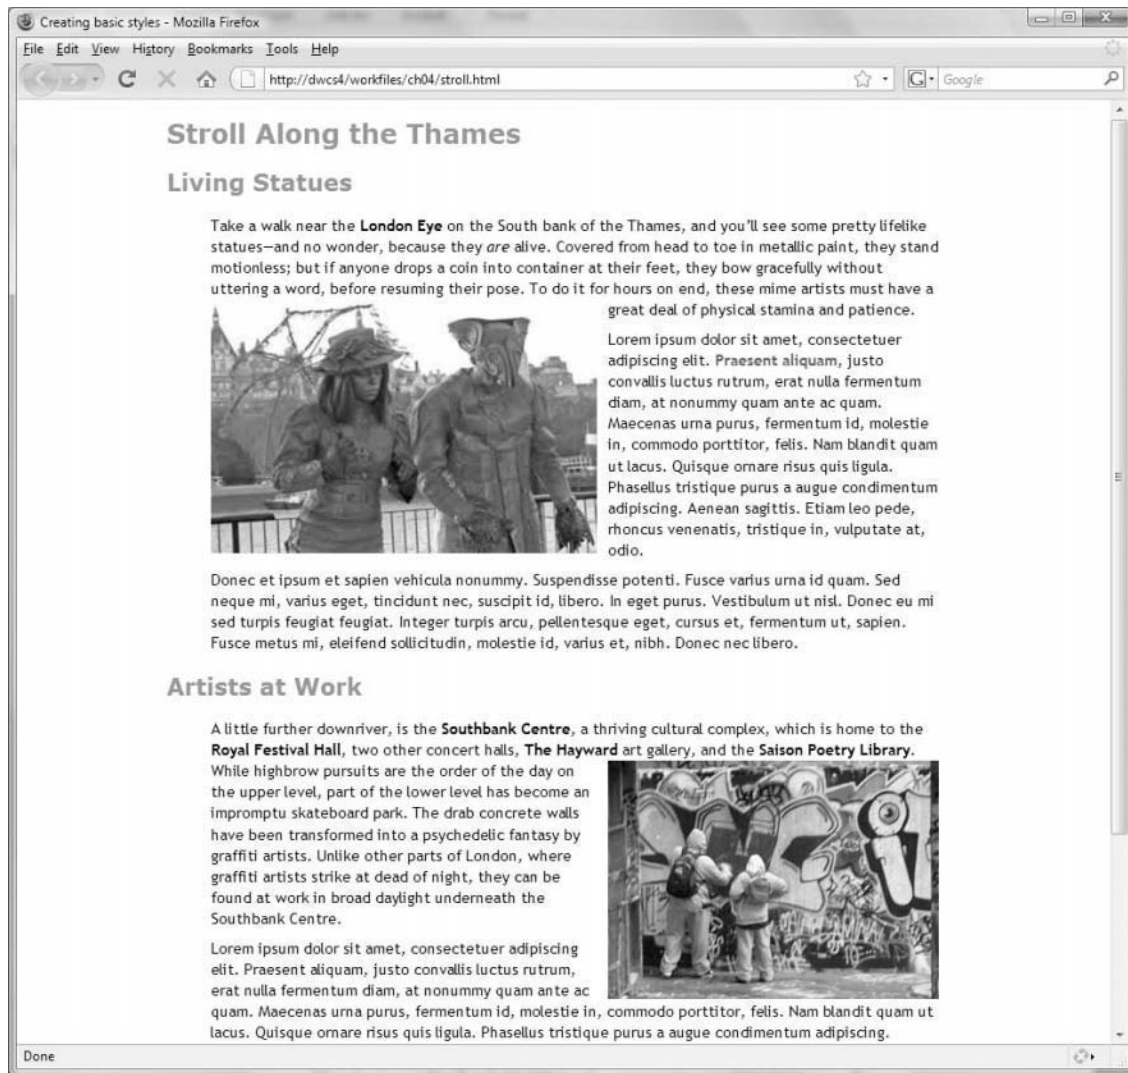 Creating basic styles - Mozilla Firefox
File Edit View History Bookmarks Tools Help
http://dwcs4/workfiles/ch04/stroll.html
G Google
Stroll Along the Thames
Living Statues
Take a walk near the London Eye on the South bank of the Thames, and you'll see some pretty lifelike
statues—and no wonder, because they are alive. Covered from head to toe in metallic paint, they stand
motionless; but if anyone drops a coin into container at their feet, they bow gracefully without
uttering a word, before resuming their pose. To do it for hours on end, these mime artists must have a
great deal of physical stamina and patience.
Lorem ipsum dolor sit amet, consectetuer
adipiscing elit. Praesent aliquam, justo
convallis luctus rutrum, erat nulla fermentum
diam, at nonummy quam ante ac quam.
Maecenas urna purus, fermentum id, molestie
in, commodo porttitor, felis. Nam blandit quam
ut lacus. Quisque ornare risus quis ligula.
Phasellus tristique purus a augue condimentum
adipiscing. Aenean sagittis. Etiam leo pede,
rhoncus venenatis, tristique in, vulputate at,
odio.
Donec et ipsum et sapien vehicula nonummy. Suspendisse potenti. Fusce varius urna id quam. Sed
neque mi, varius eget, tincidunt nec, suscipit id, libero. In eget purus. Vestibulum ut nisl. Donec eu mi
sed turpis feugiat feugiat. Integer turpis arcu, pellentesque eget, cursus et, fermentum ut, sapien.
Fusce metus mi, eleifend sollicitudin, molestie id, varius et, nibh. Donec nec libero.
Artists at Work
A little further downriver, is the Southbank Centre, a thriving cultural complex, which is home to the
Royal Festival Hall, two other concert halls, The Hayward art gallery, and the Saison Poetry Library.
While highbrow pursuits are the order of the day on
the upper level, part of the lower level has become an
impromptu skateboard park. The drab concrete walls
have been transformed into a psychedelic fantasy by
graffiti artists. Unlike other parts of London, where
graffiti artists strike at dead of night, they can be
found at work in broad daylight underneath the
Southbank Centre.
Lorem ipsum dolor sit amet, consectetuer adipiscing
elit. Praesent aliquam, justo convallis luctus rutrum,
erat nulla fermentum diam, at nonummy quam ante ac
quam. Maecenas urna purus, fermentum id, molestie in, commodo porttitor, felis. Nam blandit quam ut
lacus. Quisque ornare risus quis ligula. Phasellus tristique purus a augue condimentum adipiscing.
Done